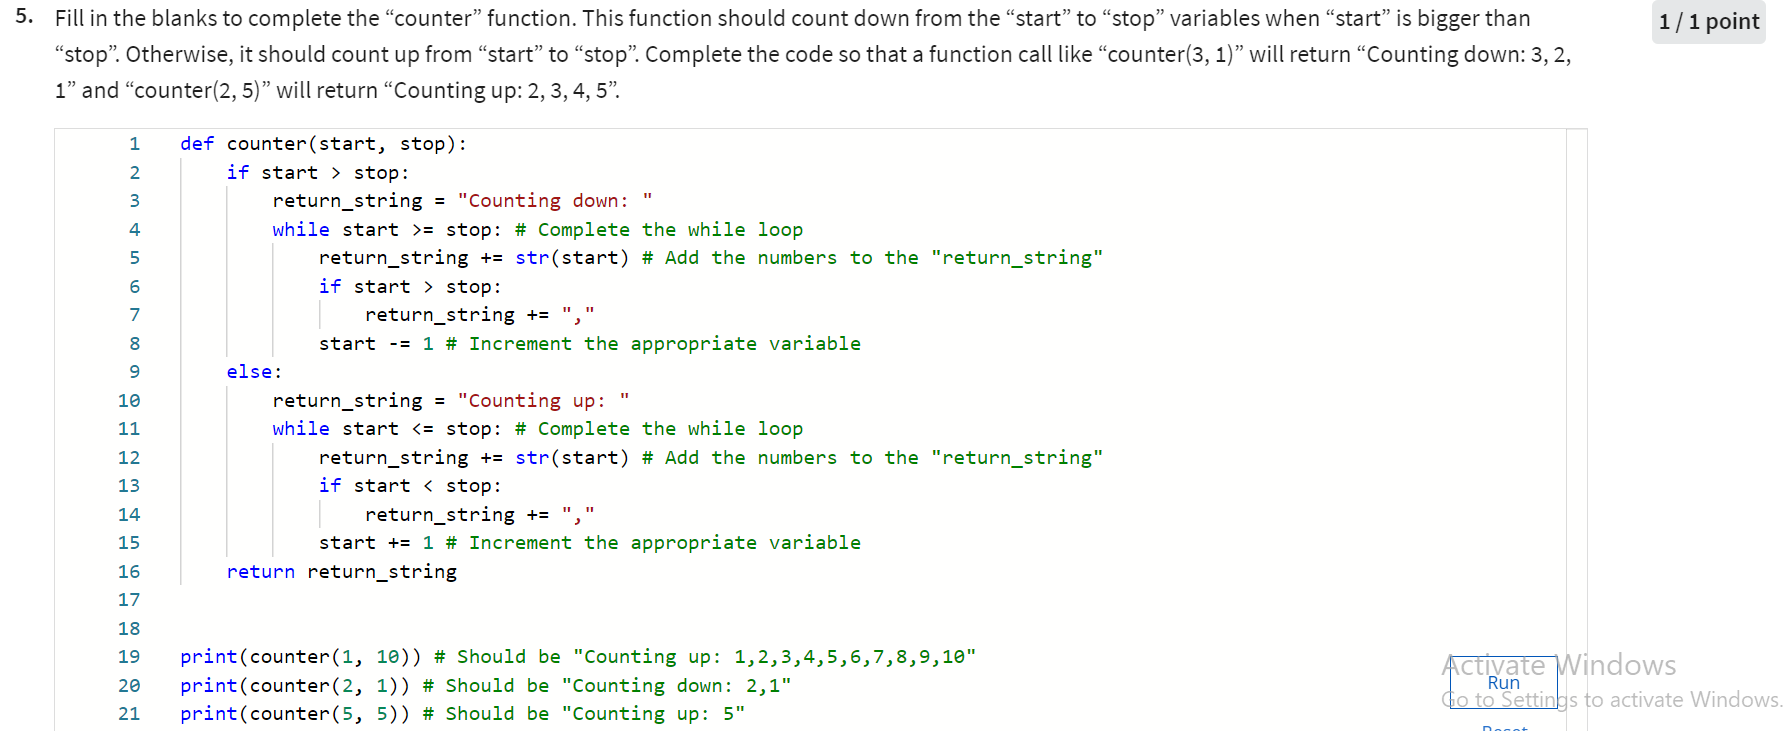 5. Fill in the blanks to complete the “counter” function. This function should count down from the “start” to “stop” variables when “start” is bigger than
1 / 1 point
“stop”. Otherwise, it should count up from “start” to “stop”. Complete the code so that a function call like “counter(3, 1)” will return “Counting down: 3, 2,
1” and “counter(2, 5)” will return “Counting up: 2, 3, 4, 5”.
1 def counter(start, stop):
2     if start > stop:
3         return_string = "Counting down: "
4         while start >= stop: # Complete the while loop
5             return_string += str(start) # Add the numbers to the "return_string"
6             if start > stop:
7                 return_string += ","
8             start -= 1 # Increment the appropriate variable
9     else:
10         return_string = "Counting up: "
11         while start <= stop: # Complete the while loop
12             return_string += str(start) # Add the numbers to the "return_string"
13             if start < stop:
14                 return_string += ","
15             start += 1 # Increment the appropriate variable
16     return return_string
17
18
19 print(counter(1, 10)) # Should be "Counting up: 1,2,3,4,5,6,7,8,9,10"
20 print(counter(2, 1)) # Should be "Counting down: 2,1"
21 print(counter(5, 5)) # Should be "Counting up: 5"
Activate Windows
Run
Go to Settings to activate Windows.
Reset